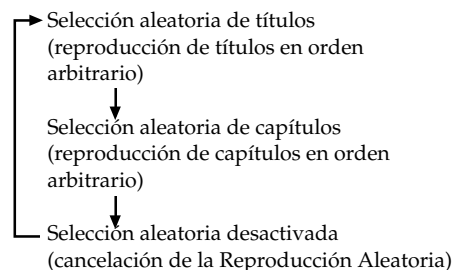 Selección aleatoria de títulos
(reproducción de títulos en orden
arbitrario)
Selección aleatoria de capítulos
(reproducción de capítulos en orden
arbitrario)
Selección aleatoria desactivada
(cancelación de la Reproducción Aleatoria)